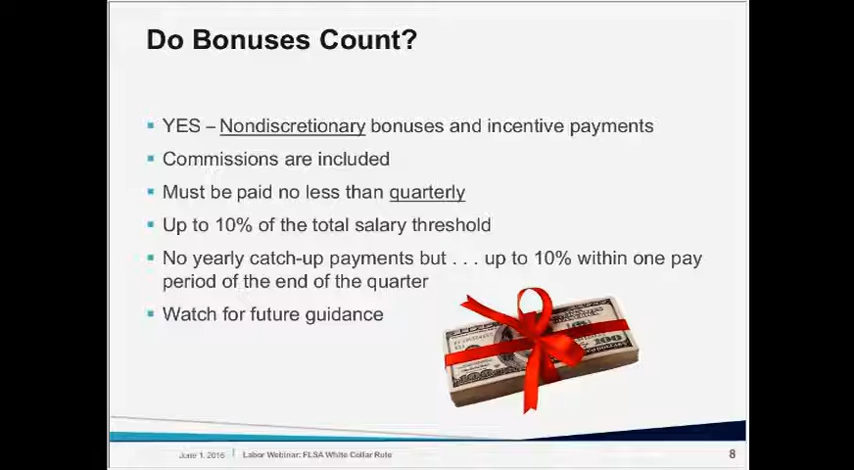 Do Bonuses Count?
YES – Nondiscretionary bonuses and incentive payments
Commissions are included
Must be paid no less than quarterly
Up to 10% of the total salary threshold
No yearly catch-up payments but . . . up to 10% within one pay
period of the end of the quarter
Watch for future guidance
100
June 1, 2016 | Labor Webinar: FLSA White Collar Rule
8